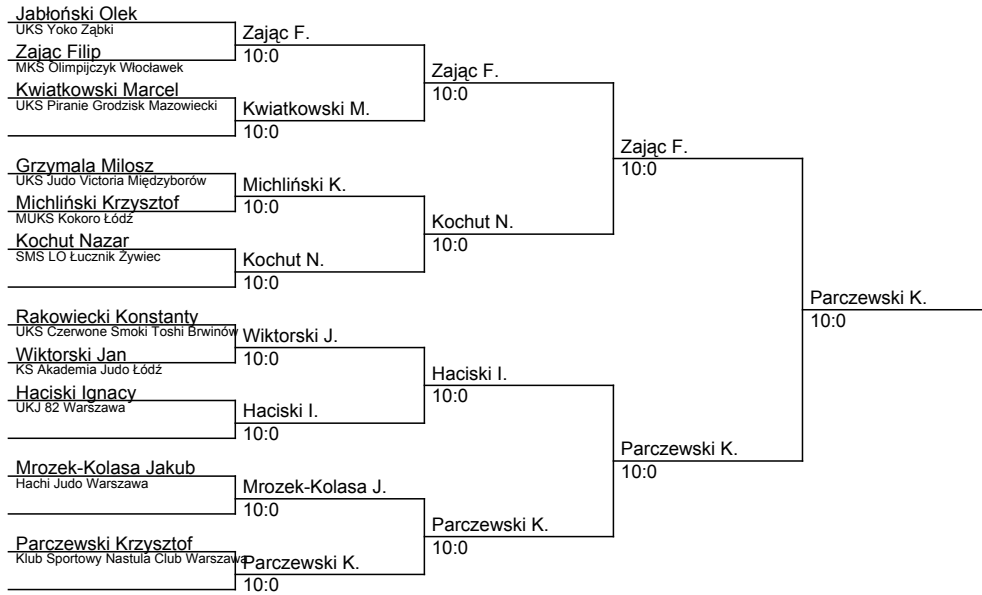 Jabłoński Olek
UKS Yoko Ząbki
Zając Filip
MKS Olimpijczyk Włocławek
Kwiatkowski Marcel
UKS Piranie Grodzisk Mazowiecki
Grzymala Milosz
UKS Judo Victoria Międzyborów
Michliński Krzysztof
MUKS Kokoro Łódź
Kochut Nazar
SMS LO Łucznik Żywiec
Rakowiecki Konstanty
UKS Czerwone Smoki Toshi Brwinów
Wiktorski Jan
KS Akademia Judo Łódź
Haciski Ignacy
UKJ 82 Warszawa
Mrozek-Kolasa Jakub
Hachi Judo Warszawa
Parczewski Krzysztof
Klub Sportowy Nastula Club Warszawa
Zając F.
10:0
Kwiatkowski M.
10:0
Michliński K.
10:0
Kochut N.
10:0
Wiktorski J.
10:0
Haciski I.
10:0
Mrozek-Kolasa J.
10:0
Parczewski K.
10:0
Zając F.
10:0
Kochut N.
10:0
Haciski I.
10:0
Parczewski K.
10:0
Zając F.
10:0
Parczewski K.
10:0
Parczewski K.
10:0